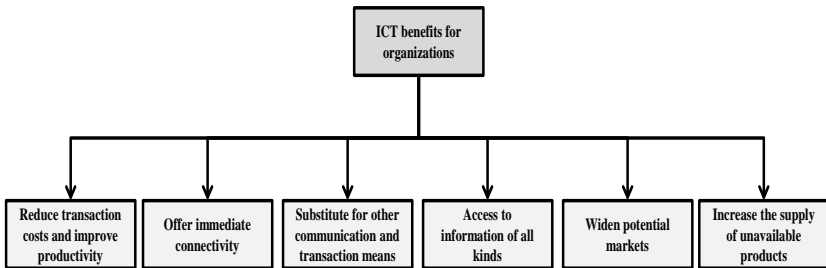 ICT benefits for
organizations
Reduce transaction
costs and improve
productivity
Offer immediate
connectivity
Substitute for other
communication and
transaction means
Access to
information of all
kinds
Widen potential
markets
Increase the supply
of unavailable
products